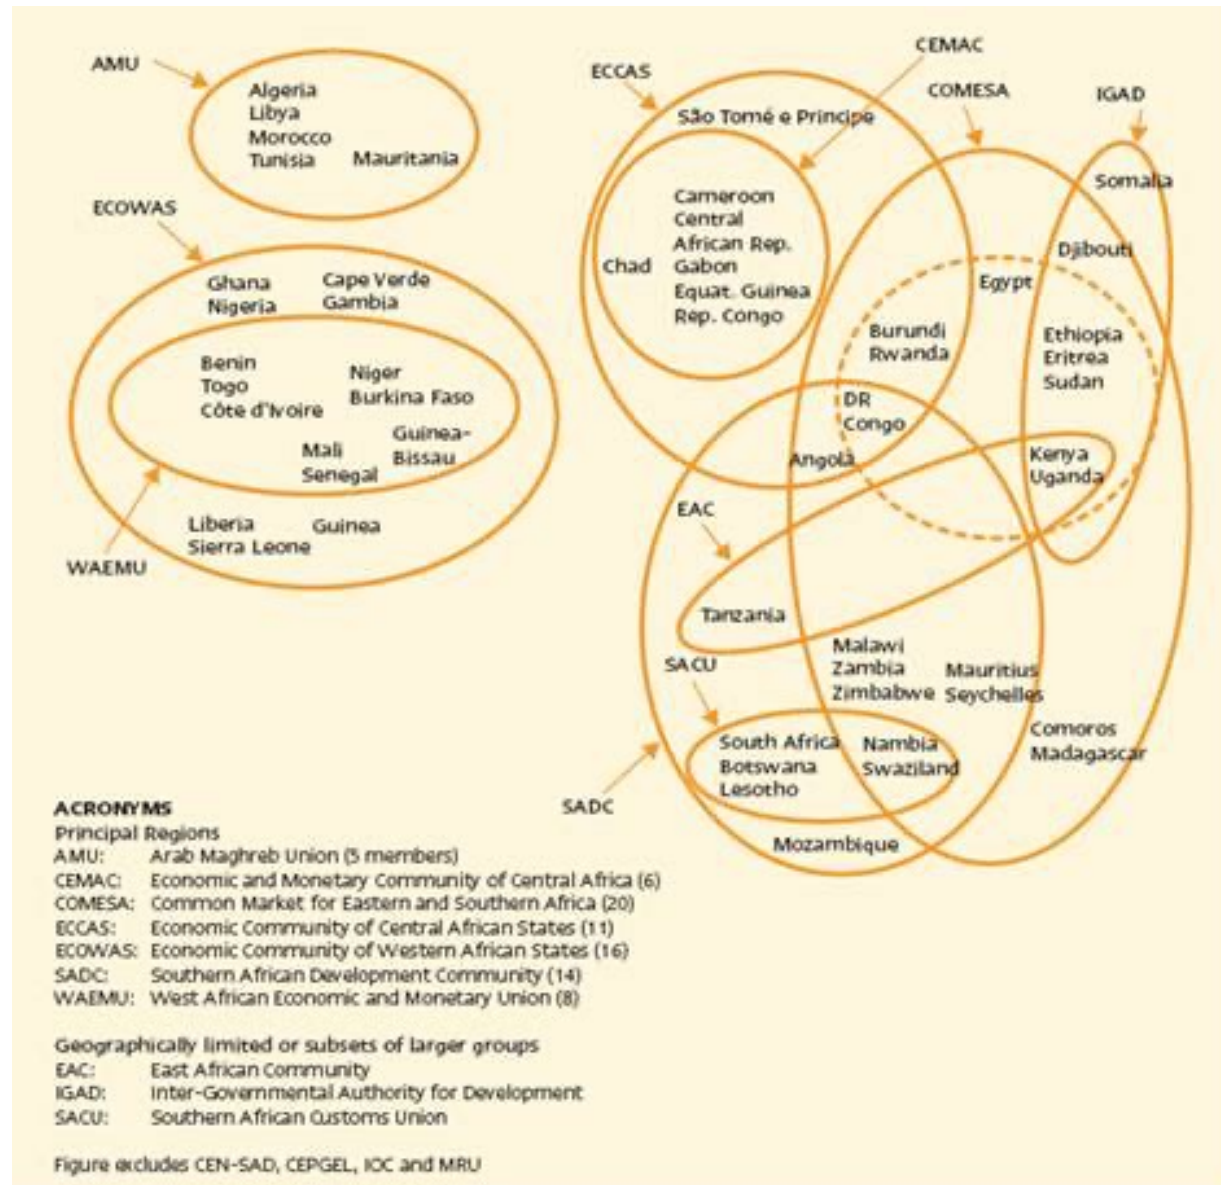 AMU
Algeria
Libya
Morocco
Tunisia
Mauritania
ECOWAS
Ghana
Nigeria
Cape Verde
Gambia
Benin
Togo
Côte d'Ivoire
Niger
Burkina Faso
Mali
Senegal
Guinea-
Bissau
Liberia
Sierra Leone
Guinea
WAEMU
ECCAS
CEMAC
COMESA
IGAD
São Tomé e Principe
Cameroon
Central
African Rep.
Gabon
Equat. Guinea
Rep. Congo
Chad
Somalia
Djibouti
Egypt
Burundi
Rwanda
Ethiopia
Eritrea
Sudan
DR
Congo
Angola
Kenya
Uganda
EAC
Tanzania
SACU
Malawi
Zambia
Zimbabwe
Mauritius
Seychelles
South Africa
Botswana
Lesotho
Nambia
Swaziland
Comoros
Madagascar
SADC
Mozambique
ACRONYMS
Principal Regions
AMU: Arab Maghreb Union (5 members)
CEMAC: Economic and Monetary Community of Central Africa (6)
COMESA: Common Market for Eastern and Southern Africa (20)
ECCAS: Economic Community of Central African States (11)
ECOWAS: Economic Community of Western African States (16)
SADC: Southern African Development Community (14)
WAEMU: West African Economic and Monetary Union (8)
Geographically limited or subsets of larger groups
EAC: East African Community
IGAD: Inter-Governmental Authority for Development
SACU: Southern African Customs Union
Figure excludes CEN-SAD, CEPGEL, IOC and MRU